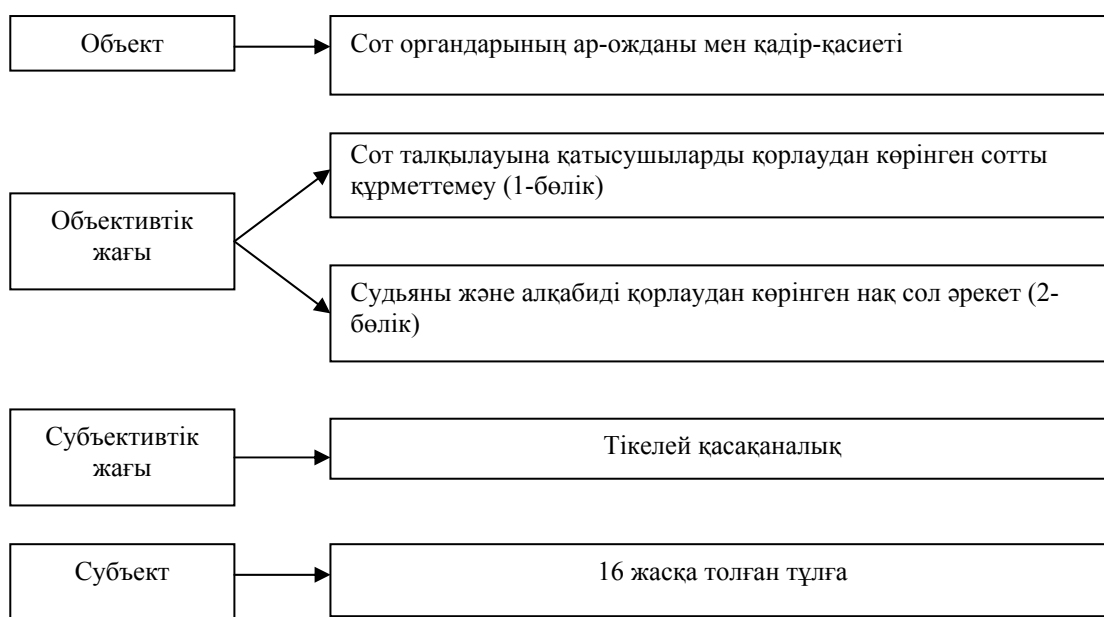 Объект
Сот органдарының ар-ожданы мен қадір-қасиеті
Объективтік
жағы
Сот талқылауына қатысушыларды қорлаудан көрінген сотты
құрметтемеу (1-бөлік)
Судьяны және алқабиді қорлаудан көрінген нақ сол әрекет (2-
бөлік)
Субъективтік
жағы
Тікелей қасақаналық
Субъект
16 жасқа толған тұлға